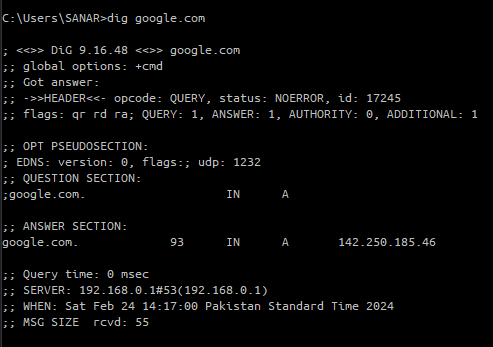 C:\Users\SANAR>dig google.com
; <<>> DiG 9.16.48 <<>> google.com
;; global options: +cmd
;; Got answer:
;; ->>HEADER<<- opcode: QUERY, status: NOERROR, id: 17245
;; flags: qr rd ra; QUERY: 1, ANSWER: 1, AUTHORITY: 0, ADDITIONAL: 1
;; OPT PSEUDOSECTION:
; EDNS: version: 0, flags:; udp: 1232
;; QUESTION SECTION:
;google.com. IN A
;; ANSWER SECTION:
google.com. 93 IN A 142.250.185.46
;; Query time: 0 msec
;; SERVER: 192.168.0.1#53(192.168.0.1)
;; WHEN: Sat Feb 24 14:17:00 Pakistan Standard Time 2024
;; MSG SIZE rcvd: 55